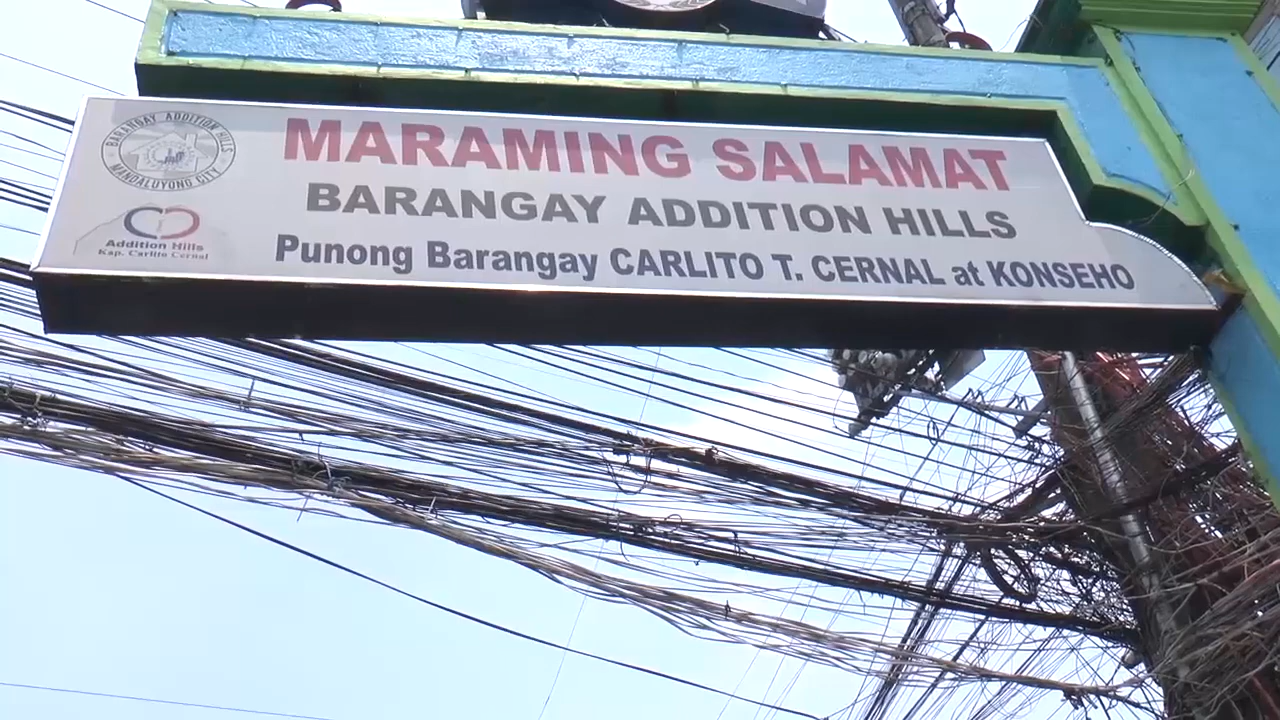 BARANGAY ADDITION HILLS
MANDALUYONG CITY
Addition Hills
Kap. Carlito Cernal
MARAMING SALAMAT
BARANGAY ADDITION HILLS
Punong Barangay CARLITO T. CERNAL at KONSEHO